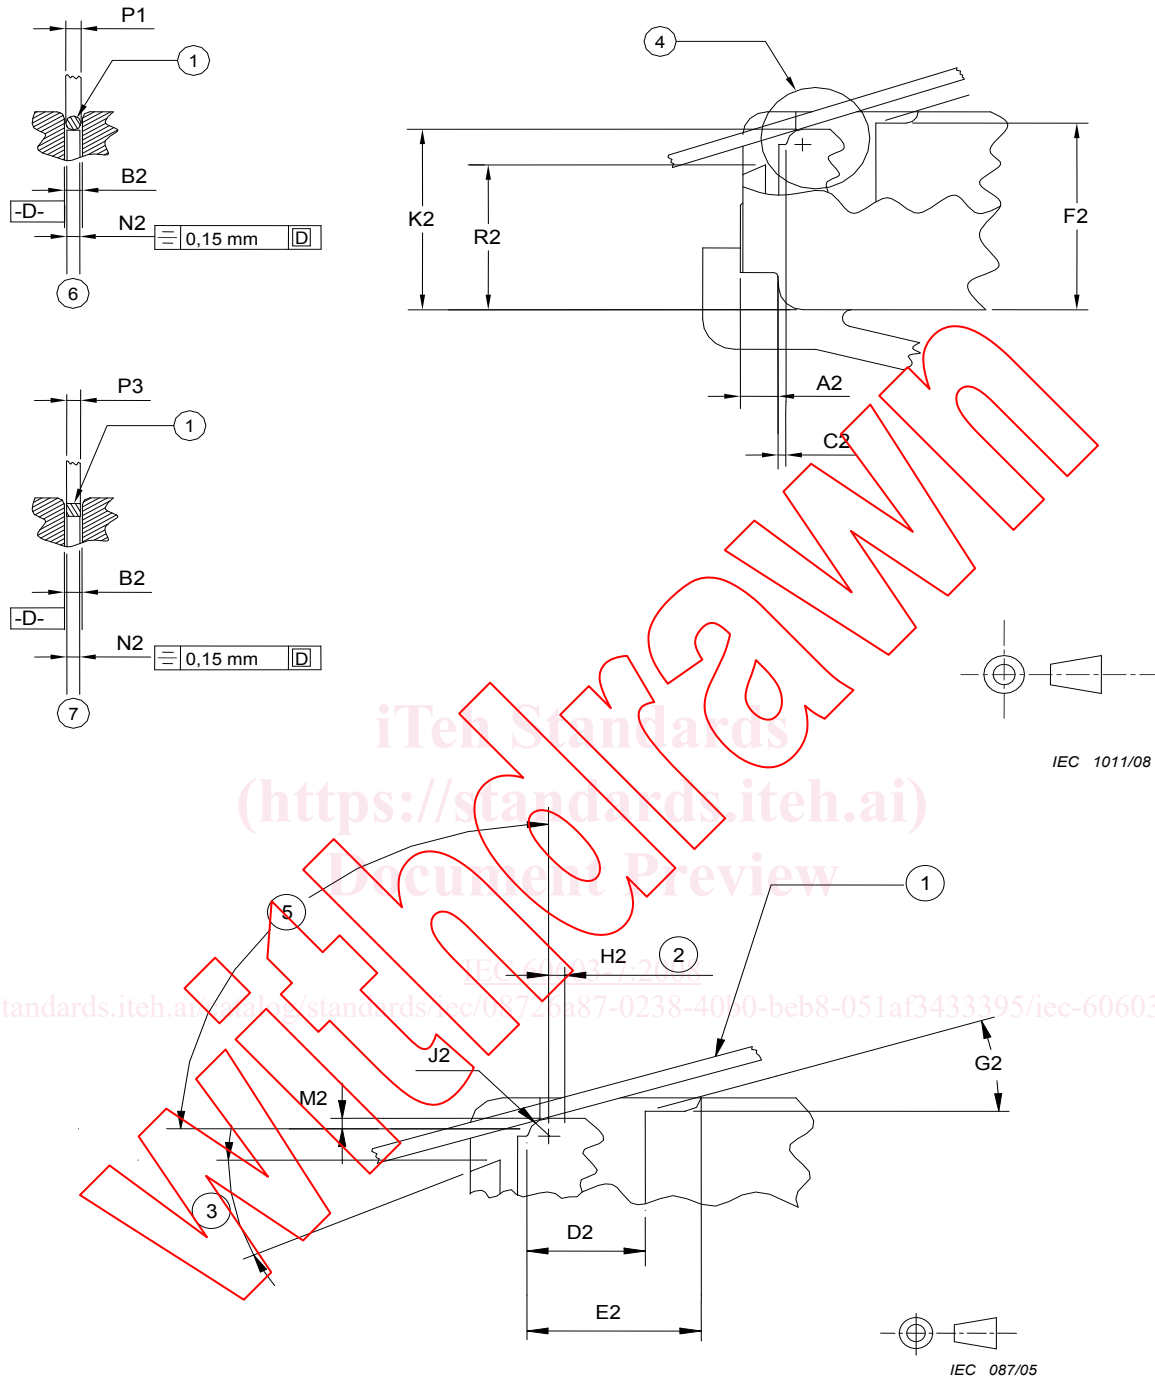 P1
1
4
B2
-D-
N2
0,15 mm D
6
K2
R2
F2
A2
C2
P3
1
B2
-D-
N2
0,15 mm D
7
IEC 1011/08
iTeh Standards
(https://standards.iteh.ai)
Document Preview
1
5
H2
2
IEC 60603-7:2008
tandards.iteh.ai/catalog/standards/iec/
-0238-40b0-beb8-051af3433395/iec-60603
J2
G2
M2
3
D2
E2
IEC 087/05
Withdrawn